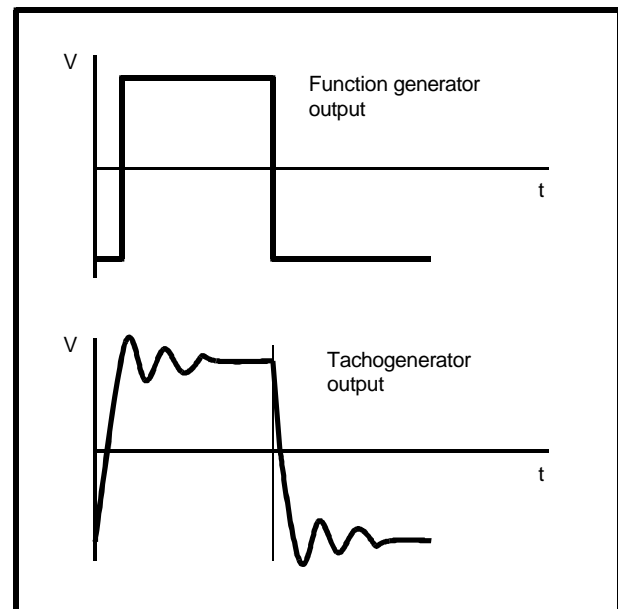 V
Function generator
output
t
V
Tachogenerator
output
t